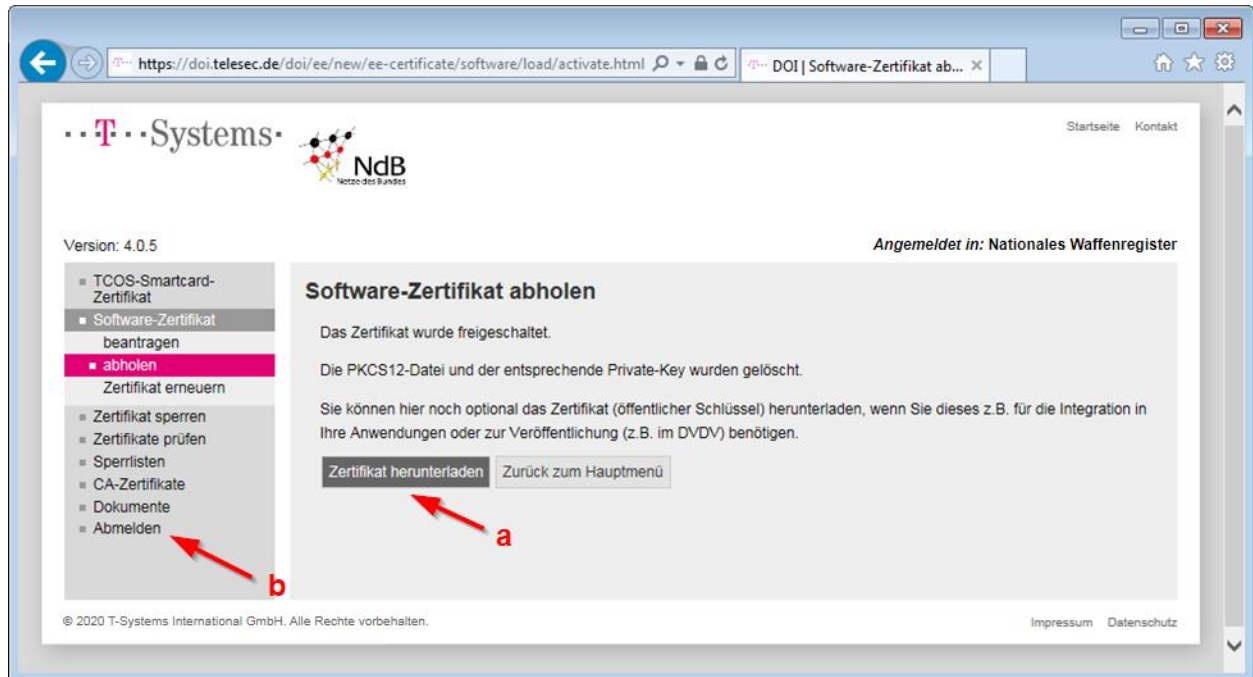 https://doi.telesec.de/doi/ee/new/ee-certificate/software/load/activate.html
DOI | Software-Zertifikat ab...
··T··Systems·
NdB
Netze des Bundes
Startseite Kontakt
Version: 4.0.5
Angemeldet in: Nationales Waffenregister
TCOS-Smartcard-
Zertifikat
Software-Zertifikat
beantragen
abholen
Zertifikat erneuern
Zertifikat sperren
Zertifikate prüfen
Sperrlisten
CA-Zertifikate
Dokumente
Abmelden
b
Software-Zertifikat abholen
Das Zertifikat wurde freigeschaltet.
Die PKCS12-Datei und der entsprechende Private-Key wurden gelöscht.
Sie können hier noch optional das Zertifikat (öffentlicher Schlüssel) herunterladen, wenn Sie dieses z.B. für die Integration in
Ihre Anwendungen oder zur Veröffentlichung (z.B. im DVDV) benötigen.
Zertifikat herunterladen Zurück zum Hauptmenü
a
© 2020 T-Systems International GmbH. Alle Rechte vorbehalten.
Impressum Datenschutz